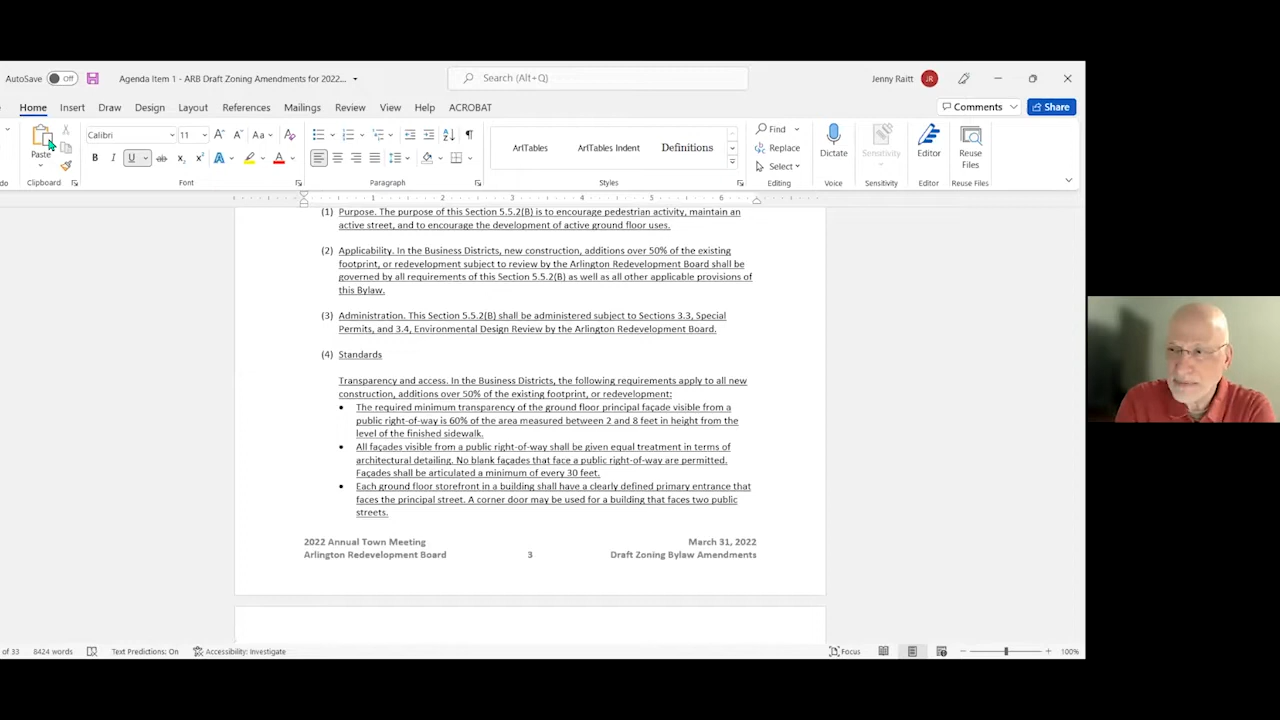 AutoSave Off Agenda Item 1 - ARB Draft Zoning Amendments for 2022... Search (Alt+Q) Jenny Raitt JR
Home Insert Draw Design Layout References Mailings Review View Help ACROBAT Comments Share
Calibri 11 Aa
Paste B I U ab x₂ x² A A
ArtTables ArtTables Indent Definitions
Find
Replace
Select
Dictate Sensitivity Editor Reuse Files
Clipboard Font Paragraph Styles Editing Voice Sensitivity Editor Reuse Files
1 2 3 4 5 6
(1) Purpose. The purpose of this Section 5.5.2(B) is to encourage pedestrian activity, maintain an
active street, and to encourage the development of active ground floor uses.
(2) Applicability. In the Business Districts, new construction, additions over 50% of the existing
footprint, or redevelopment subject to review by the Arlington Redevelopment Board shall be
governed by all requirements of this Section 5.5.2(B) as well as all other applicable provisions of
this Bylaw.
(3) Administration. This Section 5.5.2(B) shall be administered subject to Sections 3.3, Special
Permits, and 3.4, Environmental Design Review by the Arlington Redevelopment Board.
(4) Standards
Transparency and access. In the Business Districts, the following requirements apply to all new
construction, additions over 50% of the existing footprint, or redevelopment:
• The required minimum transparency of the ground floor principal façade visible from a
public right-of-way is 60% of the area measured between 2 and 8 feet in height from the
level of the finished sidewalk.
• All façades visible from a public right-of-way shall be given equal treatment in terms of
architectural detailing. No blank façades that face a public right-of-way are permitted.
Façades shall be articulated a minimum of every 30 feet.
• Each ground floor storefront in a building shall have a clearly defined primary entrance that
faces the principal street. A corner door may be used for a building that faces two public
streets.
2022 Annual Town Meeting March 31, 2022
Arlington Redevelopment Board 3 Draft Zoning Bylaw Amendments
of 33 8424 words Text Predictions: On Accessibility: Investigate Focus 100%